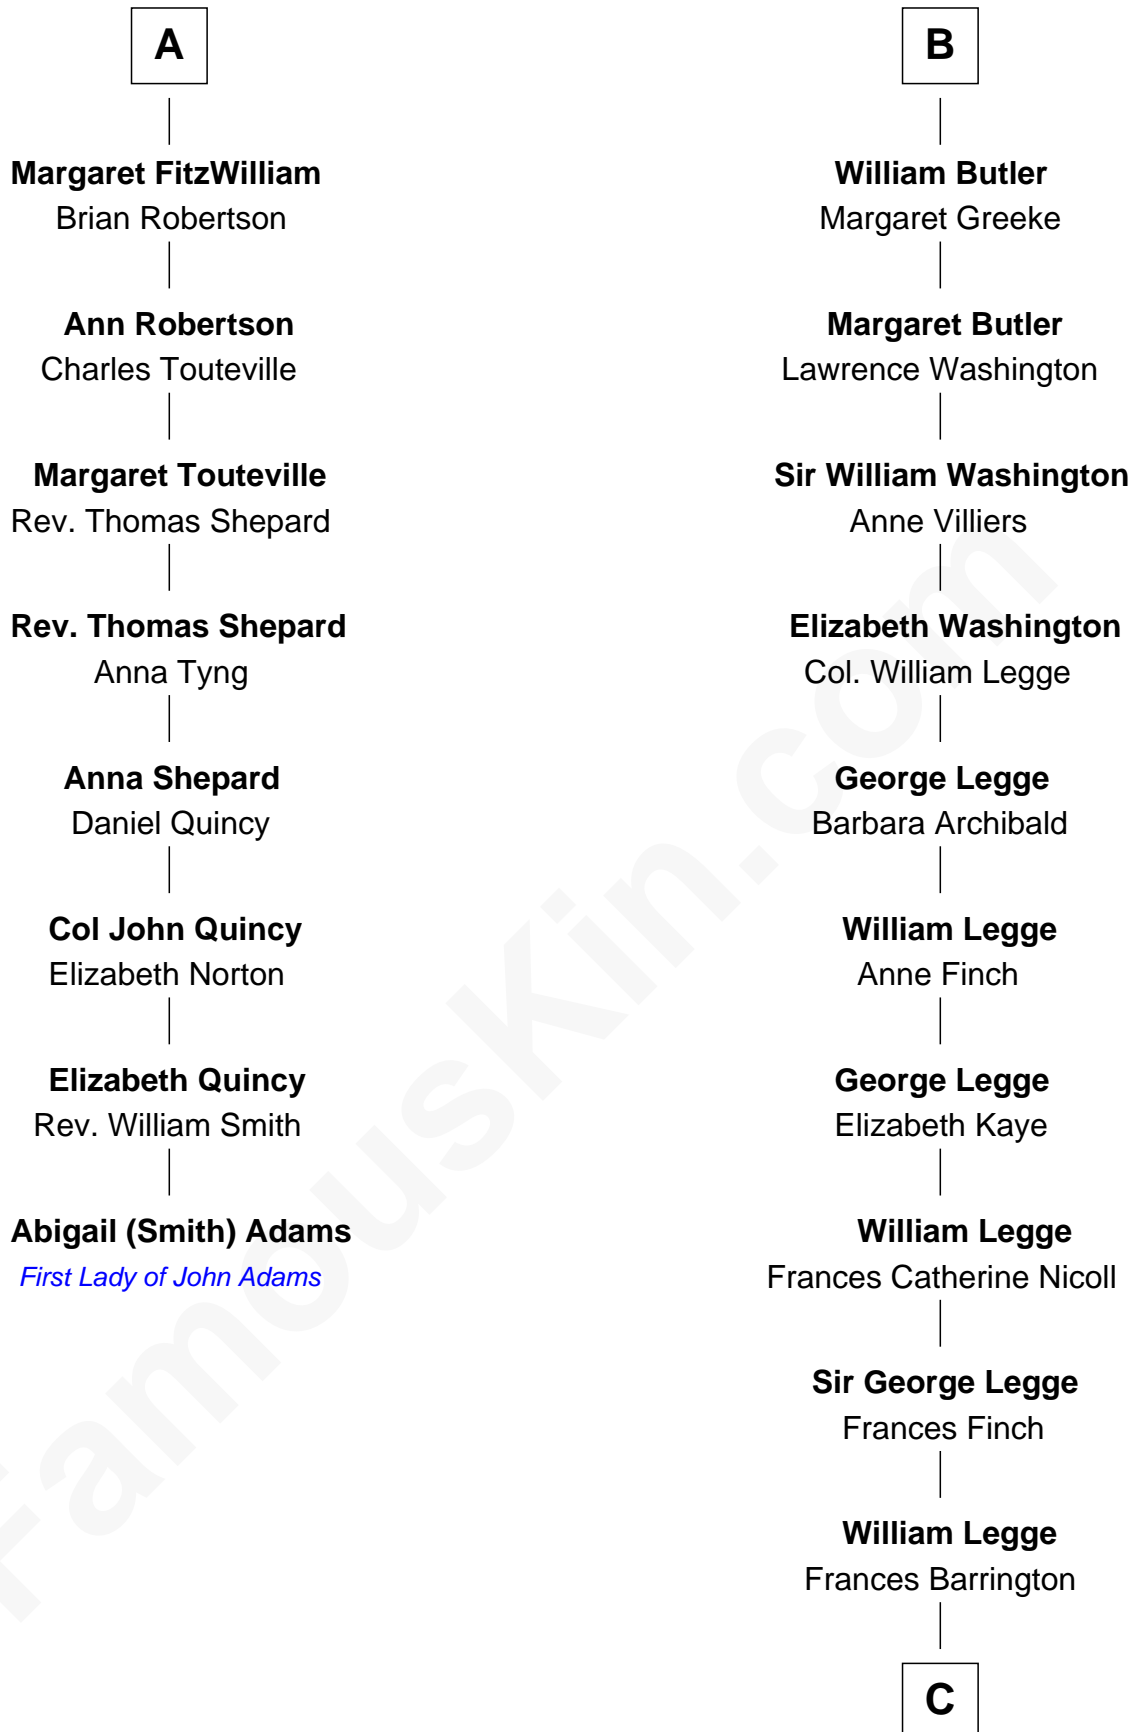 A
Margaret FitzWilliam
Brian Robertson
Ann Robertson
Charles Touteville
Margaret Touteville
Rev. Thomas Shepard
Rev. Thomas Shepard
Anna Tyng
Anna Shepard
Daniel Quincy
Col John Quincy
Elizabeth Norton
Elizabeth Quincy
Rev. William Smith
Abigail (Smith) Adams
First Lady of John Adams
B
William Butler
Margaret Greeke
Margaret Butler
Lawrence Washington
Sir William Washington
Anne Villiers
Elizabeth Washington
Col. William Legge
George Legge
Barbara Archibald
William Legge
Anne Finch
George Legge
Elizabeth Kaye
William Legge
Frances Catherine Nicoll
Sir George Legge
Frances Finch
William Legge
Frances Barrington
C
FamousKin.com